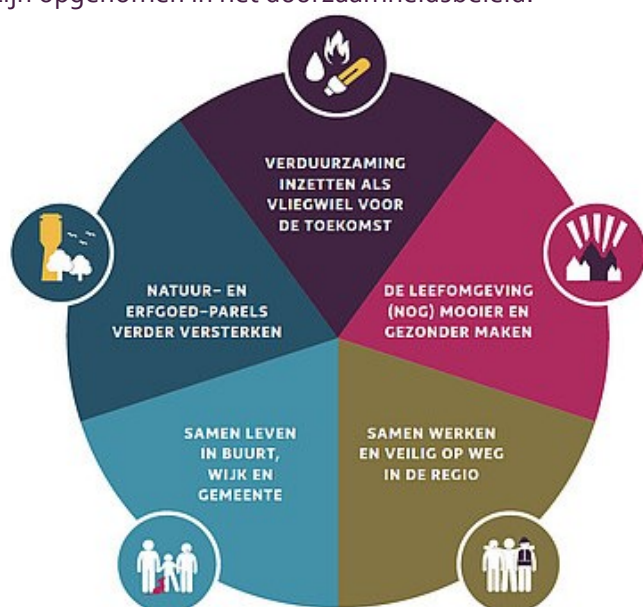 zijn opgenomen in het duurzaamheidsbeleid.
VERDUURZAMING
INZETTEN ALS
VLIEGWIEL VOOR
DE TOEKOMST
NATUUR- EN
ERFGOED-PARELS
VERDER VERSTERKEN
DE LEEFOMGEVING
(NOG) MOOIER EN
GEZONDER MAKEN
SAMEN LEVEN
IN BUURT,
WIJK EN
GEMEENTE
SAMEN WERKEN
EN VEILIG OP WEG
IN DE REGIO